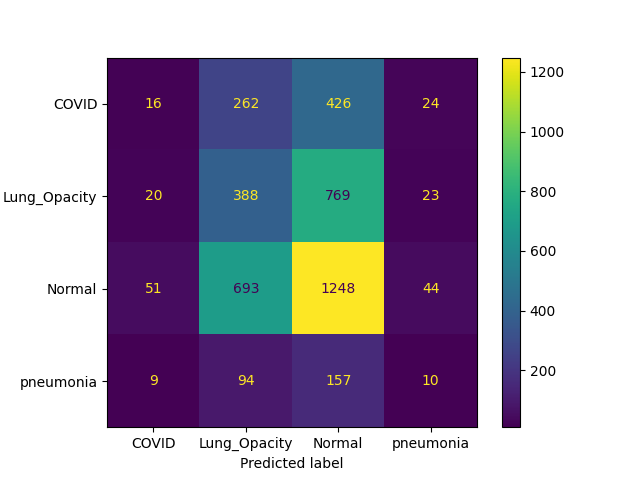 COVID 16 262 426 24
Lung_Opacity 20 388 769 23
Normal 51 693 1248 44
pneumonia 9 94 157 10
COVID Lung_Opacity Normal pneumonia
Predicted label
1200
1000
800
600
400
200